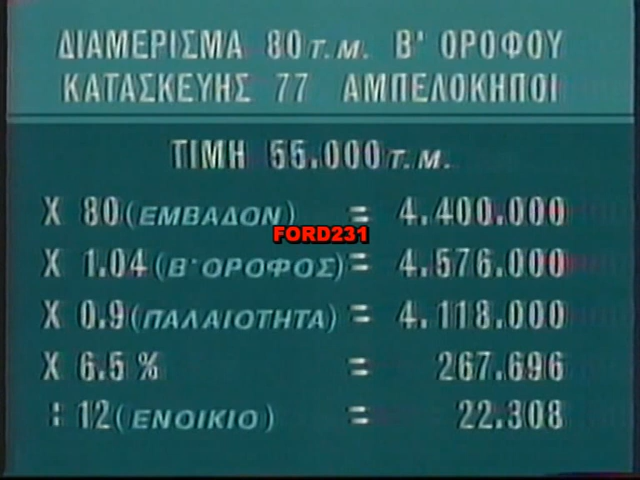 ΔΙΑΜΕΡΙΣΜΑ 80 τ.μ. Β' ΟΡΟΦΟΥ
ΚΑΤΑΣΚΕΥΗΣ 77 ΑΜΠΕΛΟΚΗΠΟΙ
ΤΙΜΗ 55.000 τ.μ.
Χ 80 (ΕΜΒΑΔΟΝ) = 4.400.000
FORD231
Χ 1.04 (Β' ΟΡΟΦΟΣ) = 4.576.000
Χ 0.9 (ΠΑΛΑΙΟΤΗΤΑ) = 4.118.000
Χ 6.5 % = 267.696
: 12 (ΕΝΟΙΚΙΟ) = 22.308